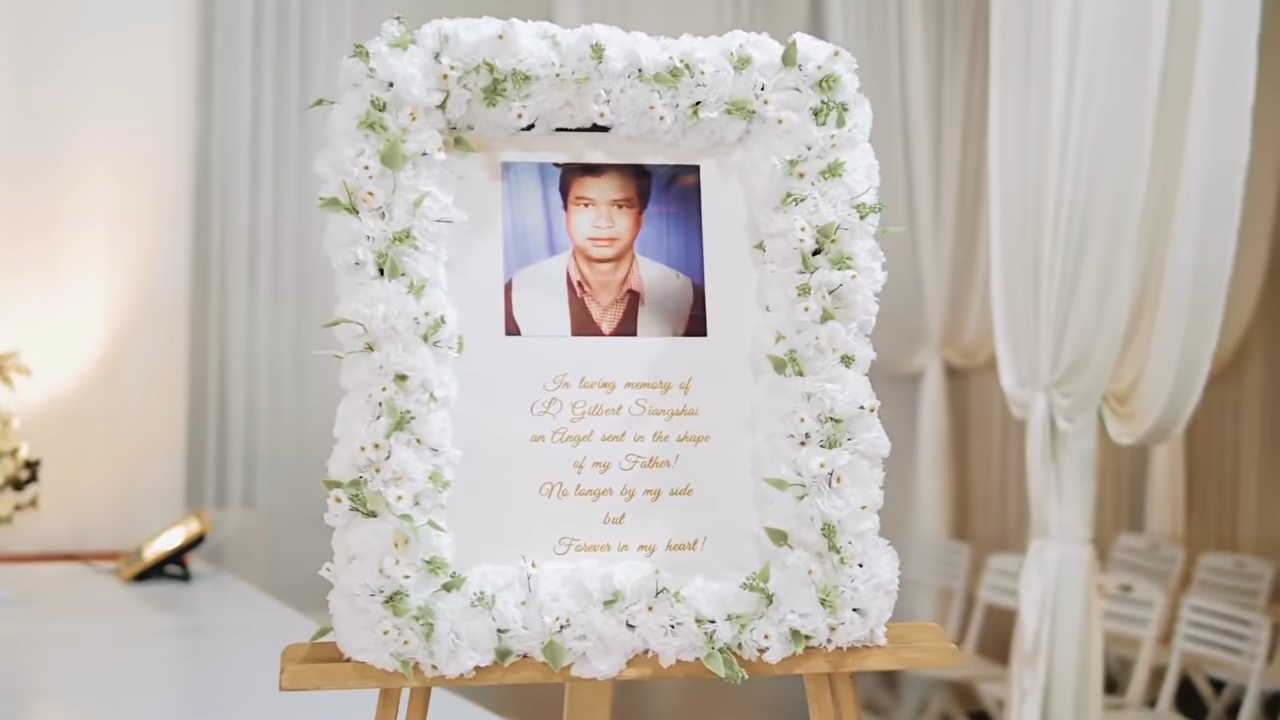 In loving memory of
(L) Gilbert Siangshai
an Angel sent in the shape
of my Father!
No longer by my side
but
Forever in my heart!